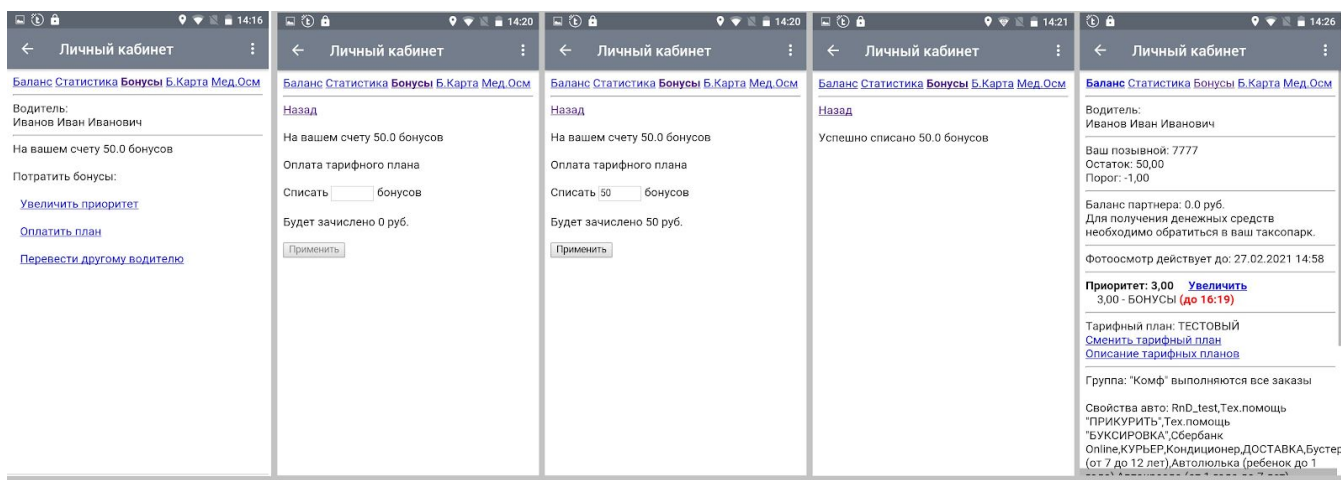 14:16
Личный кабинет
Баланс Статистика Бонусы Б.Карта Мед.Осм
Водитель:
Иванов Иван Иванович
На вашем счету 50.0 бонусов
Потратить бонусы:
Увеличить приоритет
Оплатить план
Перевести другому водителю
14:20
Личный кабинет
Баланс Статистика Бонусы Б.Карта Мед.Осм
Назад
На вашем счету 50.0 бонусов
Оплата тарифного плана
Списать бонусов
Будет зачислено 0 руб.
Применить
14:20
Личный кабинет
Баланс Статистика Бонусы Б.Карта Мед.Осм
Назад
На вашем счету 50.0 бонусов
Оплата тарифного плана
Списать 50 бонусов
Будет зачислено 50 руб.
Применить
14:21
Личный кабинет
Баланс Статистика Бонусы Б.Карта Мед.Осм
Назад
Успешно списано 50.0 бонусов
14:26
Личный кабинет
Баланс Статистика Бонусы Б.Карта Мед.Осм
Водитель:
Иванов Иван Иванович
Ваш позывной: 7777
Остаток: 50,00
Порог: -1,00
Баланс партнера: 0.0 руб.
Для получения денежных средств
необходимо обратиться в ваш таксопарк.
Фотоосмотр действует до: 27.02.2021 14:58
Приоритет: 3,00 Увеличить
3,00 - БОНУСЫ (до 16:19)
Тарифный план: ТЕСТОВЫЙ
Сменить тарифный план
Описание тарифных планов
Группа: "Комф" выполняются все заказы
Свойства авто: RnD_test,Тех.помощь
"ПРИКУРИТЬ",Тех.помощь
"БУКСИРОВКА",Сбербанк
Online,КУРЬЕР,Кондиционер,ДОСТАВКА,Бустер
(от 7 до 12 лет),Автолюлька (ребенок до 1